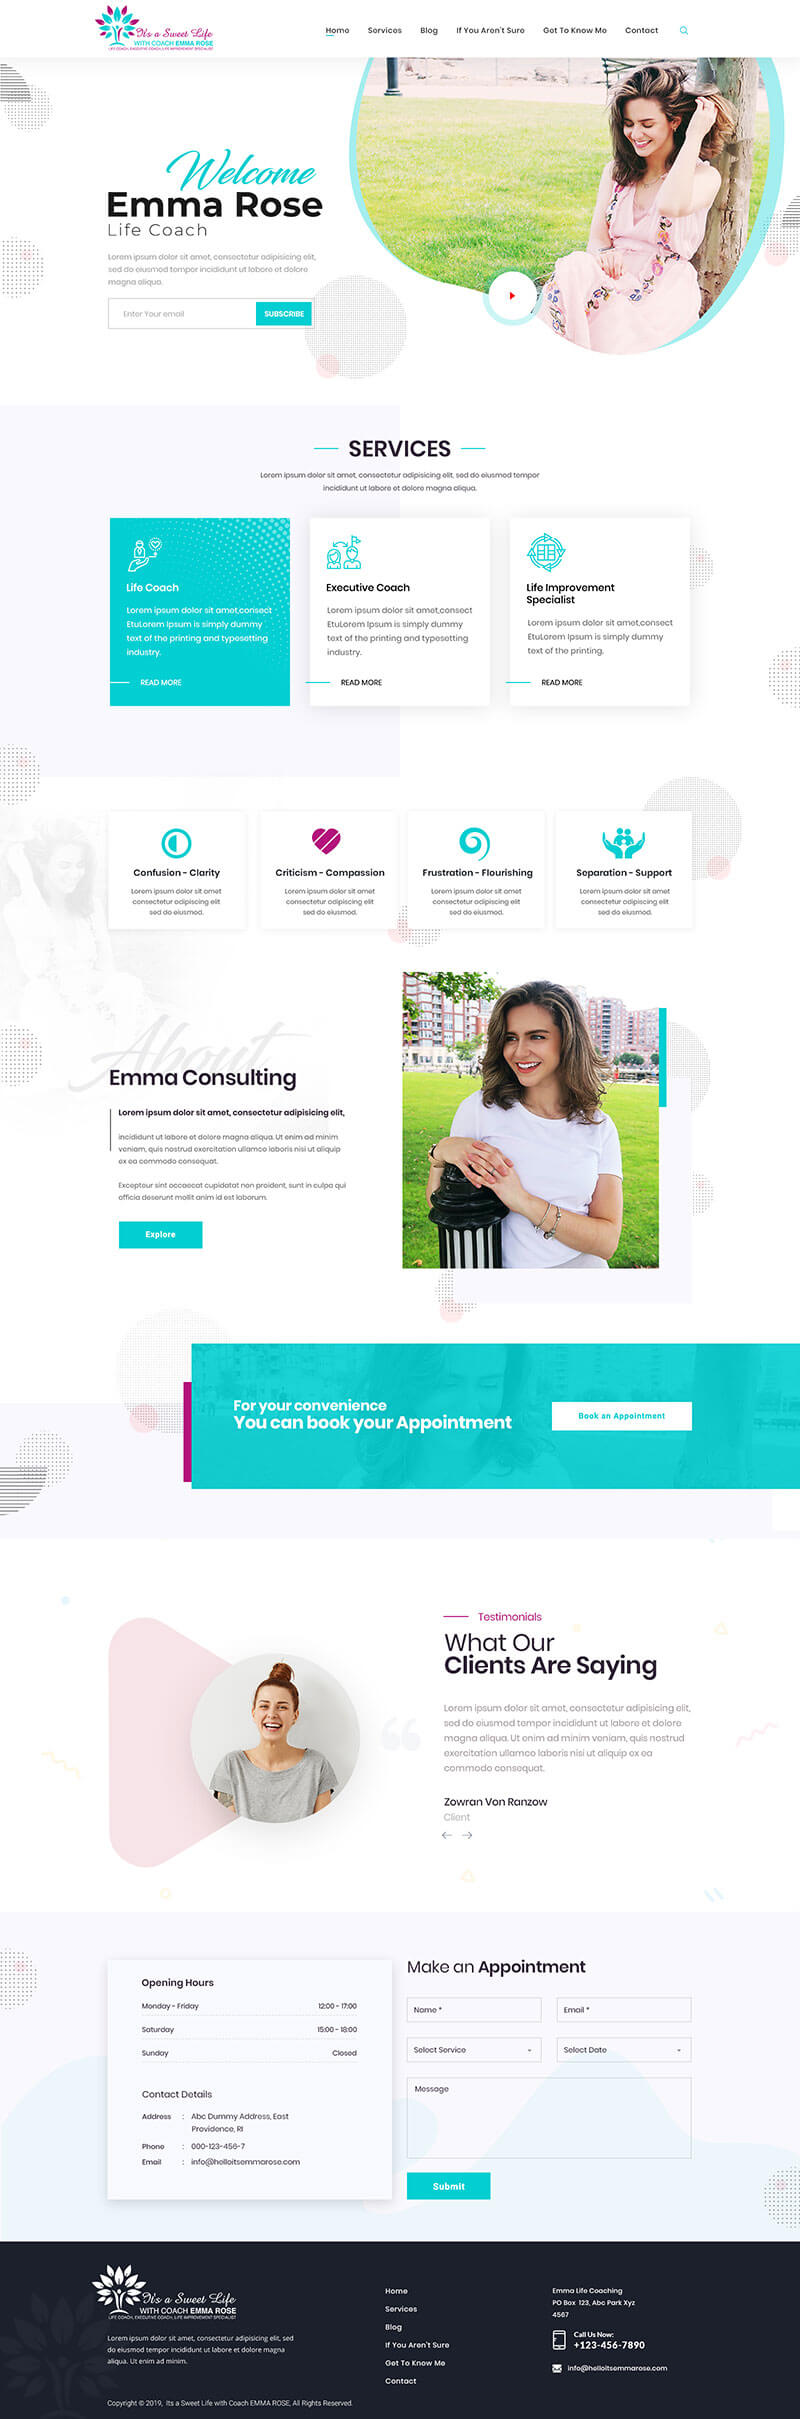 It's a Sweet Life
WITH COACH EMMA ROSE
LIFE COACH, EXECUTIVE COACH, LIFE IMPROVEMENT SPECIALIST
Home Services Blog If You Aren't Sure Get To Know Me Contact
Welcome
Emma Rose
Life Coach
Lorem ipsum dolor sit amet, consectetur adipisicing elit,
sed do eiusmod tempor incididunt ut labore et dolore
magna aliqua.
Enter Your email SUBSCRIBE
SERVICES
Lorem ipsum dolor sit amet, consectetur adipisicing elit, sed do eiusmod tempor
incididunt ut labore et dolore magna aliqua.
Life Coach
Lorem ipsum dolor sit amet,consect
EtuLorem Ipsum is simply dummy
text of the printing and typesetting
industry.
READ MORE
Executive Coach
Lorem ipsum dolor sit amet,consect
EtuLorem Ipsum is simply dummy
text of the printing and typesetting
industry.
READ MORE
Life Improvement
Specialist
Lorem ipsum dolor sit amet,consect
EtuLorem Ipsum is simply dummy
text of the printing.
READ MORE
Confusion - Clarity
Lorem ipsum dolor sit amet
consectetur adipiscing elit
sed do eiusmod.
Criticism - Compassion
Lorem ipsum dolor sit amet
consectetur adipiscing elit
sed do eiusmod.
Frustration - Flourishing
Lorem ipsum dolor sit amet
consectetur adipiscing elit
sed do eiusmod.
Separation - Support
Lorem ipsum dolor sit amet
consectetur adipiscing elit
sed do eiusmod.
About
Emma Consulting
Lorem ipsum dolor sit amet, consectetur adipisicing elit,
incididunt ut labore et dolore magna aliqua. Ut enim ad minim
veniam, quis nostrud exercitation ullamco laboris nisi ut aliquip
ex ea commodo consequat.
Excepteur sint occaecat cupidatat non proident, sunt in culpa qui
officia deserunt mollit anim id est laborum.
Explore
For your convenience
You can book your Appointment
Book an Appointment
Testimonials
What Our
Clients Are Saying
Lorem ipsum dolor sit amet, consectetur adipisicing elit,
sed do eiusmod tempor incididunt ut labore et dolore
magna aliqua. Ut enim ad minim veniam, quis nostrud
exercitation ullamco laboris nisi ut aliquip ex ea
commodo consequat.
Zowran Von Ranzow
Client
Opening Hours
Monday - Friday 12:00 - 17:00
Saturday 15:00 - 18:00
Sunday Closed
Contact Details
Address : Abc Dummy Address, East
Providence, RI
Phone : 000-123-456-7
Email : info@helloitsemmarose.com
Make an Appointment
Name * Email *
Select Service Select Date
Message
Submit
It's a Sweet Life
WITH COACH EMMA ROSE
LIFE COACH, EXECUTIVE COACH, LIFE IMPROVEMENT SPECIALIST
Lorem ipsum dolor sit amet, consectetur adipisicing elit, sed
do eiusmod tempor incididunt ut labore et dolore magna aliqua.
Ut enim ad minim.
Home
Services
Blog
If You Aren't Sure
Get To Know Me
Contact
Emma Life Coaching
PO Box 123, Abc Park Xyz
4567
Call Us Now:
+123-456-7890
info@helloitsemmarose.com
Copyright © 2019, Its a Sweet Life with Coach EMMA ROSE, All Rights Reserved.